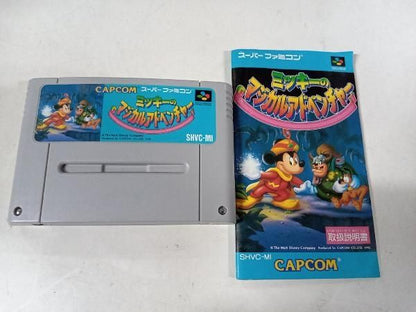 CAPCOM スーパーファミコン
ミッキーの
マジカルアドベンチャー
SHVC-MI
スーパーファミコン
ミッキーの
マジカルアドベンチャー
取扱説明書
© The Walt Disney Company
SHVC-MI
CAPCOM